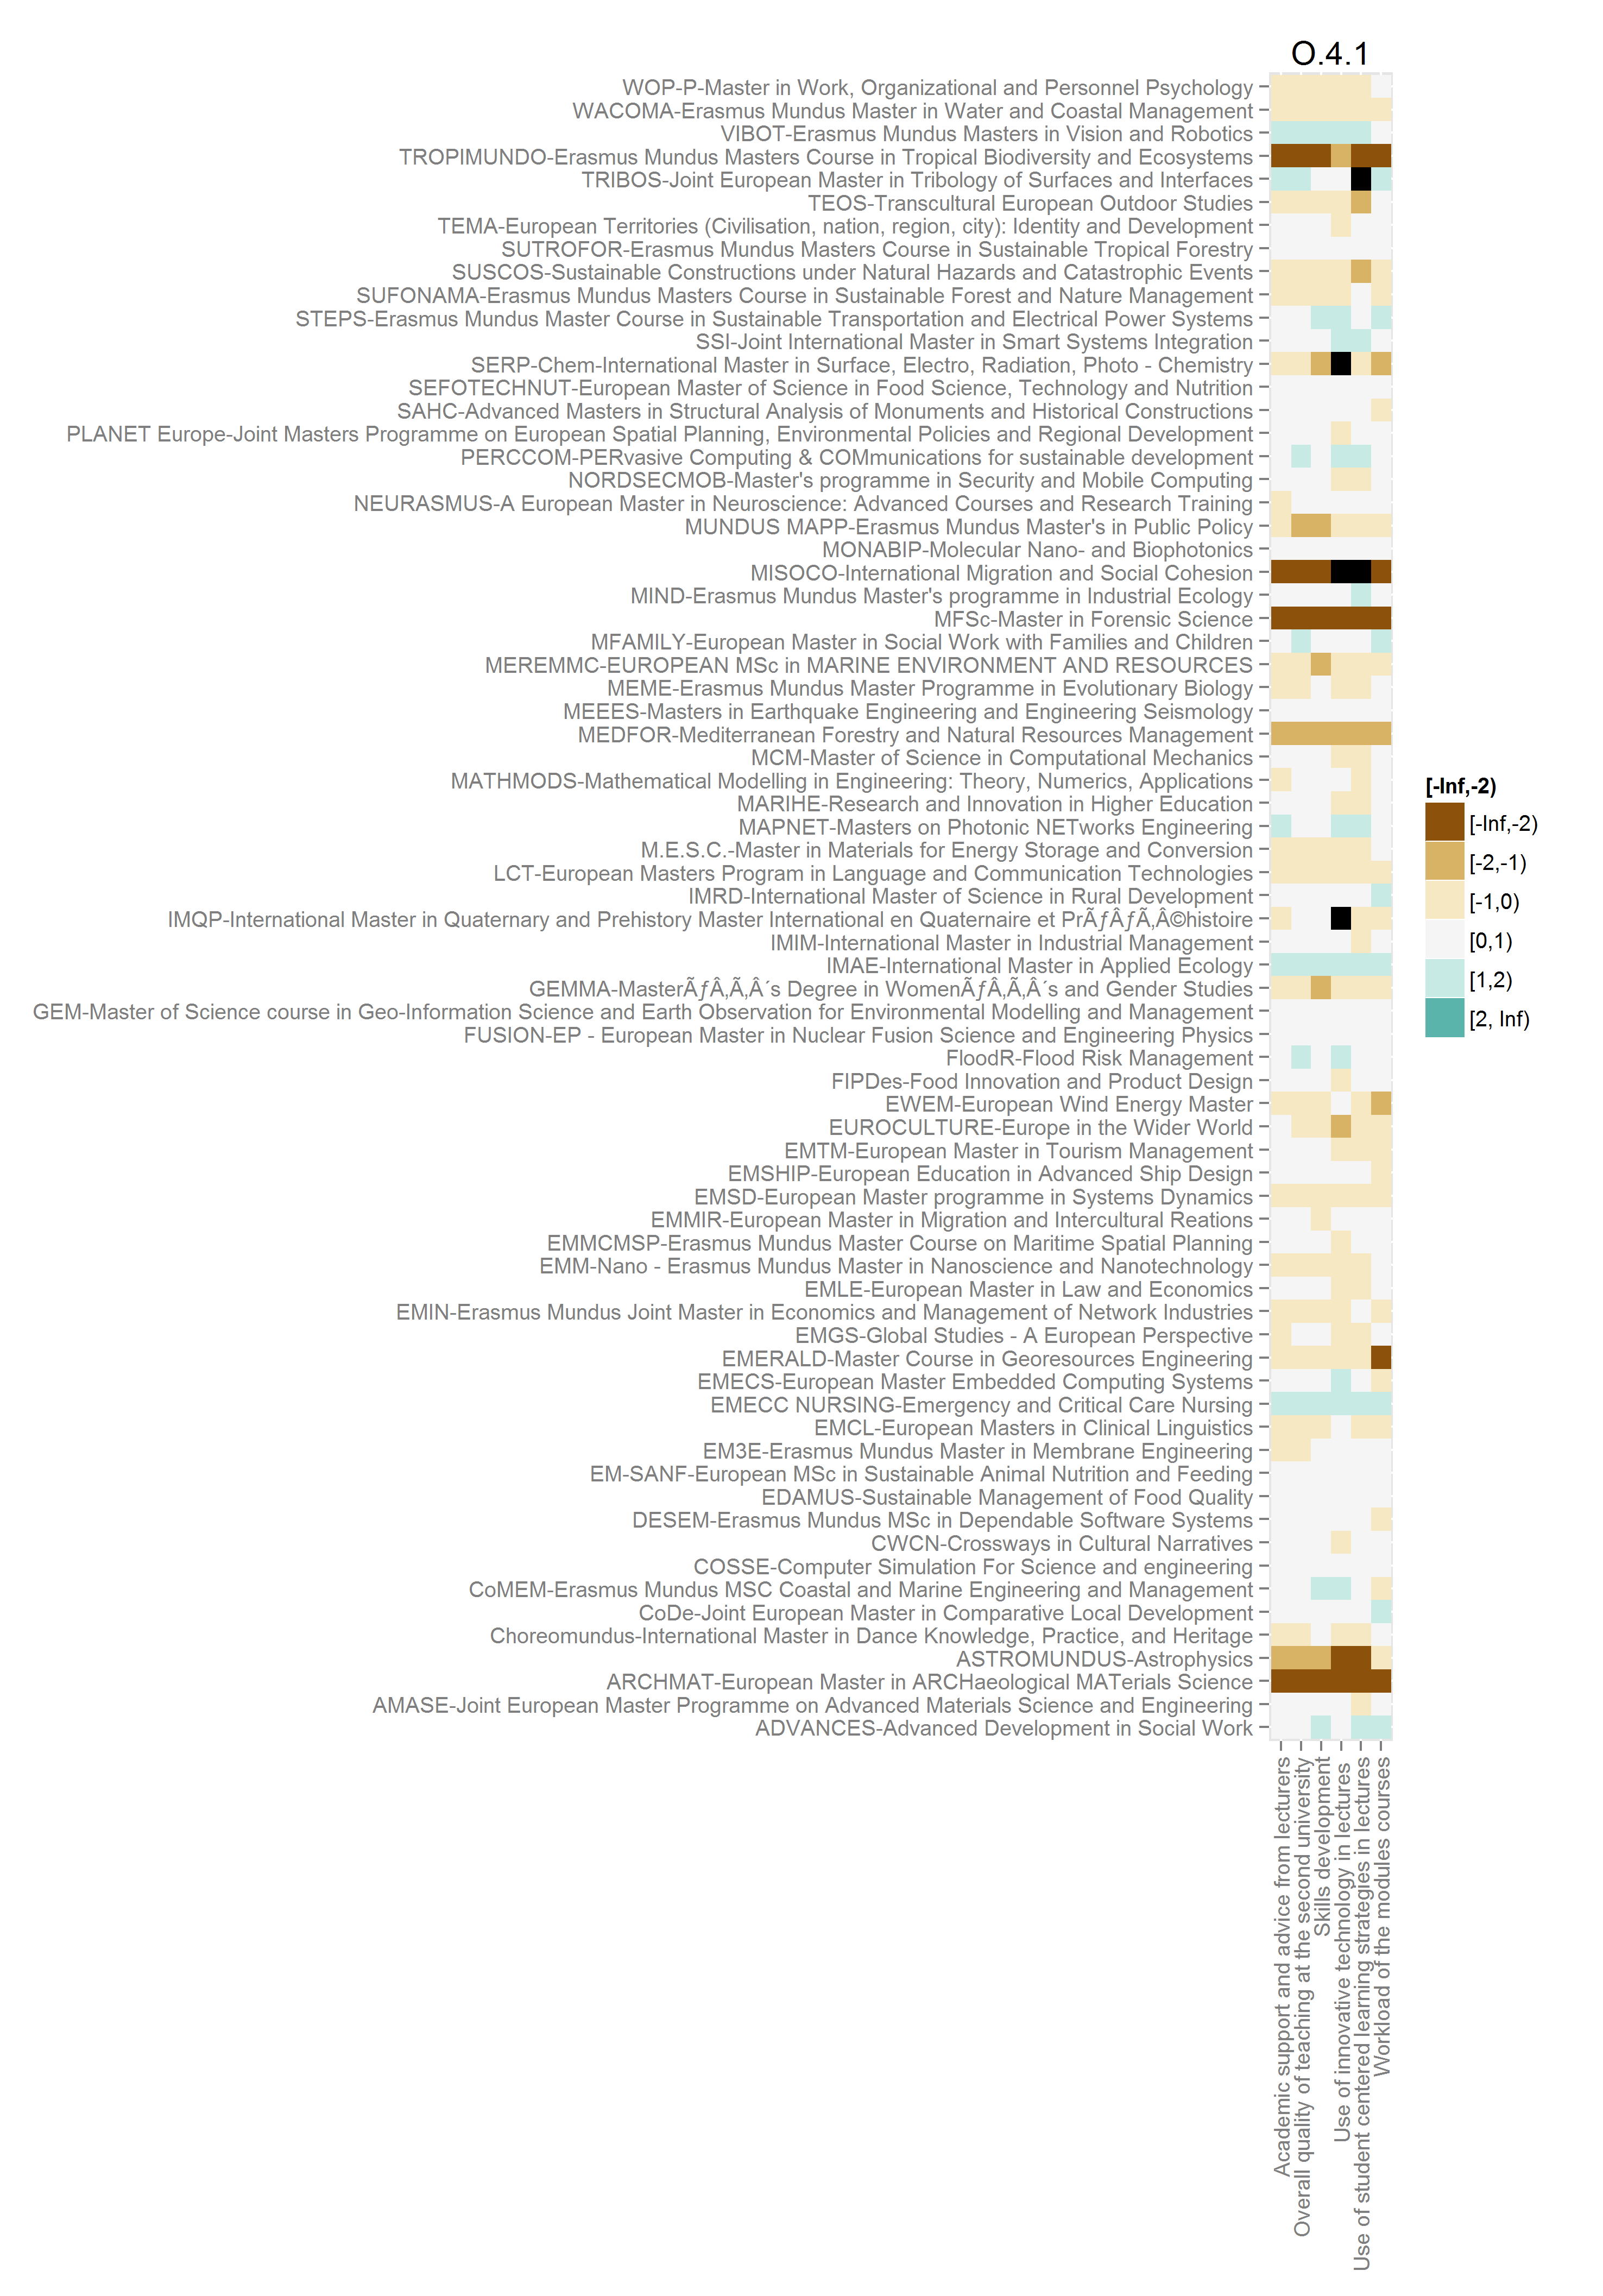 O.4.1
WOP-P-Master in Work, Organizational and Personnel Psychology
WACOMA-Erasmus Mundus Master in Water and Coastal Management
VIBOT-Erasmus Mundus Masters in Vision and Robotics
TROPIMUNDO-Erasmus Mundus Masters Course in Tropical Biodiversity and Ecosystems
TRIBOS-Joint European Master in Tribology of Surfaces and Interfaces
TEOS-Transcultural European Outdoor Studies
TEMA-European Territories (Civilisation, nation, region, city): Identity and Development
SUTROFOR-Erasmus Mundus Masters Course in Sustainable Tropical Forestry
SUSCOS-Sustainable Constructions under Natural Hazards and Catastrophic Events
SUFONAMA-Erasmus Mundus Masters Course in Sustainable Forest and Nature Management
STEPS-Erasmus Mundus Master Course in Sustainable Transportation and Electrical Power Systems
SSI-Joint International Master in Smart Systems Integration
SERP-Chem-International Master in Surface, Electro, Radiation, Photo - Chemistry
SEFOTECHNUT-European Master of Science in Food Science, Technology and Nutrition
SAHC-Advanced Masters in Structural Analysis of Monuments and Historical Constructions
PLANET Europe-Joint Masters Programme on European Spatial Planning, Environmental Policies and Regional Development
PERCCOM-PERvasive Computing & COMmunications for sustainable development
NORDSECMOB-Master's programme in Security and Mobile Computing
NEURASMUS-A European Master in Neuroscience: Advanced Courses and Research Training
MUNDUS MAPP-Erasmus Mundus Master's in Public Policy
MONABIP-Molecular Nano- and Biophotonics
MISOCO-International Migration and Social Cohesion
MIND-Erasmus Mundus Master's programme in Industrial Ecology
MFSc-Master in Forensic Science
MFAMILY-European Master in Social Work with Families and Children
MEREMMC-EUROPEAN MSc in MARINE ENVIRONMENT AND RESOURCES
MEME-Erasmus Mundus Master Programme in Evolutionary Biology
MEEES-Masters in Earthquake Engineering and Engineering Seismology
MEDFOR-Mediterranean Forestry and Natural Resources Management
MCM-Master of Science in Computational Mechanics
MATHMODS-Mathematical Modelling in Engineering: Theory, Numerics, Applications
MARIHE-Research and Innovation in Higher Education
MAPNET-Masters on Photonic NETworks Engineering
M.E.S.C.-Master in Materials for Energy Storage and Conversion
LCT-European Masters Program in Language and Communication Technologies
IMRD-International Master of Science in Rural Development
IMQP-International Master in Quaternary and Prehistory Master International en Quaternaire et PrÃƒÂƒÃ‚Â©histoire
IMIM-International Master in Industrial Management
IMAE-International Master in Applied Ecology
GEMMA-MasterÃƒÂ‚Ã‚Â´s Degree in WomenÃƒÂ‚Ã‚Â´s and Gender Studies
GEM-Master of Science course in Geo-Information Science and Earth Observation for Environmental Modelling and Management
FUSION-EP - European Master in Nuclear Fusion Science and Engineering Physics
FloodR-Flood Risk Management
FIPDes-Food Innovation and Product Design
EWEM-European Wind Energy Master
EUROCULTURE-Europe in the Wider World
EMTM-European Master in Tourism Management
EMSHIP-European Education in Advanced Ship Design
EMSD-European Master programme in Systems Dynamics
EMMIR-European Master in Migration and Intercultural Reations
EMMCMSP-Erasmus Mundus Master Course on Maritime Spatial Planning
EMM-Nano - Erasmus Mundus Master in Nanoscience and Nanotechnology
EMLE-European Master in Law and Economics
EMIN-Erasmus Mundus Joint Master in Economics and Management of Network Industries
EMGS-Global Studies - A European Perspective
EMERALD-Master Course in Georesources Engineering
EMECS-European Master Embedded Computing Systems
EMECC NURSING-Emergency and Critical Care Nursing
EMCL-European Masters in Clinical Linguistics
EM3E-Erasmus Mundus Master in Membrane Engineering
EM-SANF-European MSc in Sustainable Animal Nutrition and Feeding
EDAMUS-Sustainable Management of Food Quality
DESEM-Erasmus Mundus MSc in Dependable Software Systems
CWCN-Crossways in Cultural Narratives
COSSE-Computer Simulation For Science and engineering
CoMEM-Erasmus Mundus MSC Coastal and Marine Engineering and Management
CoDe-Joint European Master in Comparative Local Development
Choreomundus-International Master in Dance Knowledge, Practice, and Heritage
ASTROMUNDUS-Astrophysics
ARCHMAT-European Master in ARCHaeological MATerials Science
AMASE-Joint European Master Programme on Advanced Materials Science and Engineering
ADVANCES-Advanced Development in Social Work
Academic support and advice from lecturers
Overall quality of teaching at the second university
Skills development
Use of innovative technology in lectures
Use of student centered learning strategies in lectures
Workload of the modules courses
[-Inf,-2)
[-Inf,-2)
[-2,-1)
[-1,0)
[0,1)
[1,2)
[2, Inf)